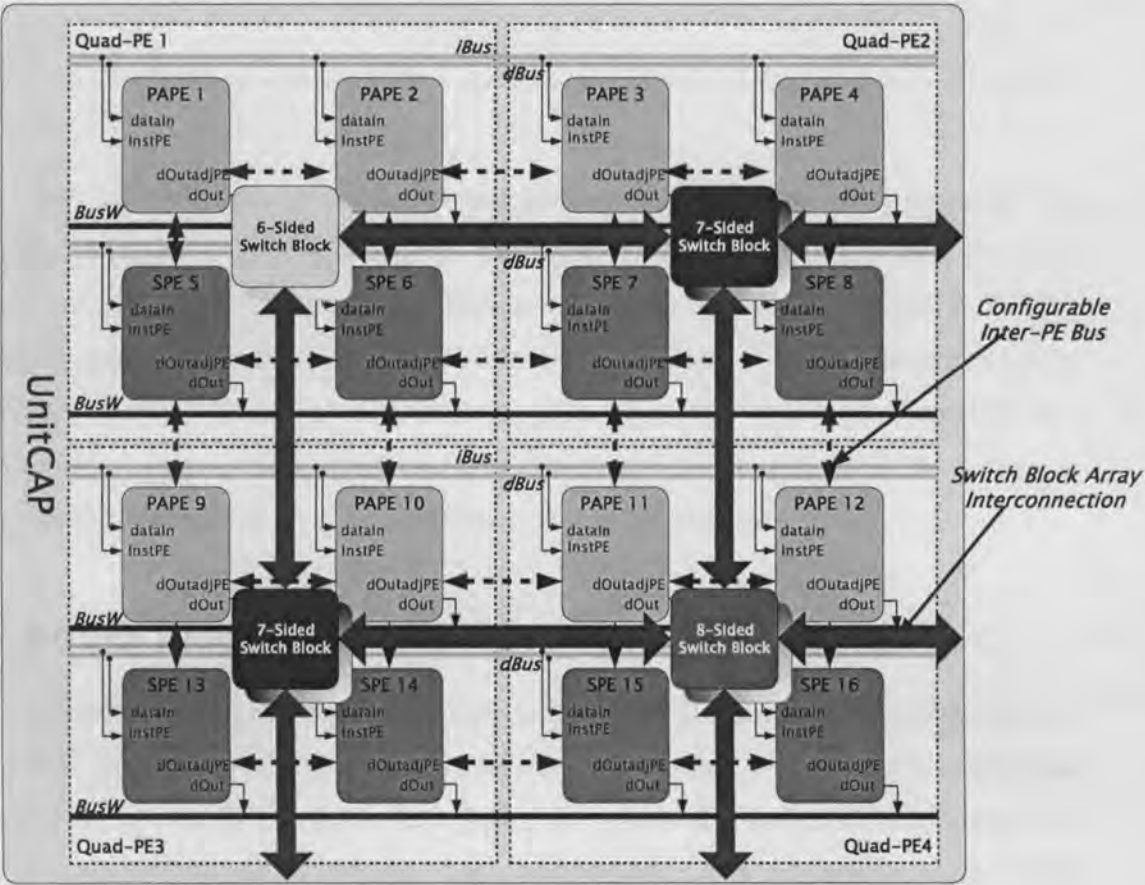 Quad-PE 1
iBus
Quad-PE2
dBus
PAPE 1
dataIn
InstPE
dOutadjPE
dOut
PAPE 2
dataIn
InstPE
dOutadjPE
dOut
PAPE 3
dataIn
InstPE
dOutadjPE
dOut
PAPE 4
dataIn
InstPE
dOutadjPE
dOut
BusW
6-Sided
Switch Block
7-Sided
Switch Block
dBus
SPE 5
dataIn
InstPE
dOutadjPE
dOut
SPE 6
dataIn
InstPE
dOutadjPE
dOut
SPE 7
dataIn
InstPE
dOutadjPE
dOut
SPE 8
dataIn
InstPE
dOutadjPE
dOut
BusW
Configurable
Inter-PE Bus
UnitCAP
iBus
dBus
PAPE 9
dataIn
InstPE
dOutadjPE
dOut
PAPE 10
dataIn
InstPE
dOutadjPE
dOut
PAPE 11
dataIn
InstPE
dOutadjPE
dOut
PAPE 12
dataIn
InstPE
dOutadjPE
dOut
Switch Block Array
Interconnection
BusW
7-Sided
Switch Block
8-Sided
Switch Block
dBus
SPE 13
dataIn
InstPE
dOutadjPE
dOut
SPE 14
dataIn
InstPE
dOutadjPE
dOut
SPE 15
dataIn
InstPE
dOutadjPE
dOut
SPE 16
dataIn
InstPE
dOutadjPE
dOut
BusW
Quad-PE3
Quad-PE4